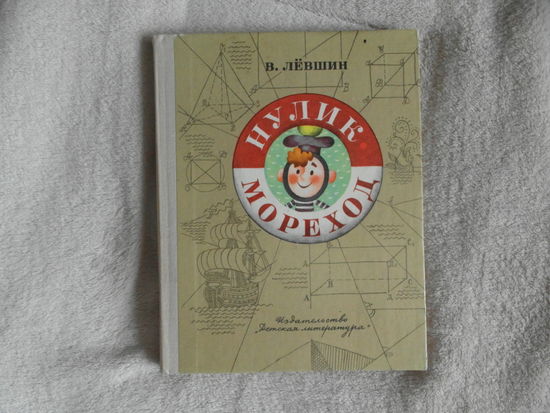 В. ЛЁВШИН
НУЛИК
МОРЕХОД
Издательство
„Детская литература“